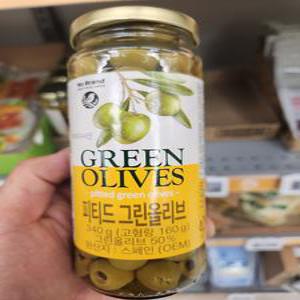 No Brand
GREEN
OLIVES
pitted green olives
피티드 그린올리브
340 g (고형량 160 g)
그린올리브 50 %
원산지 : 스페인 (OEM)